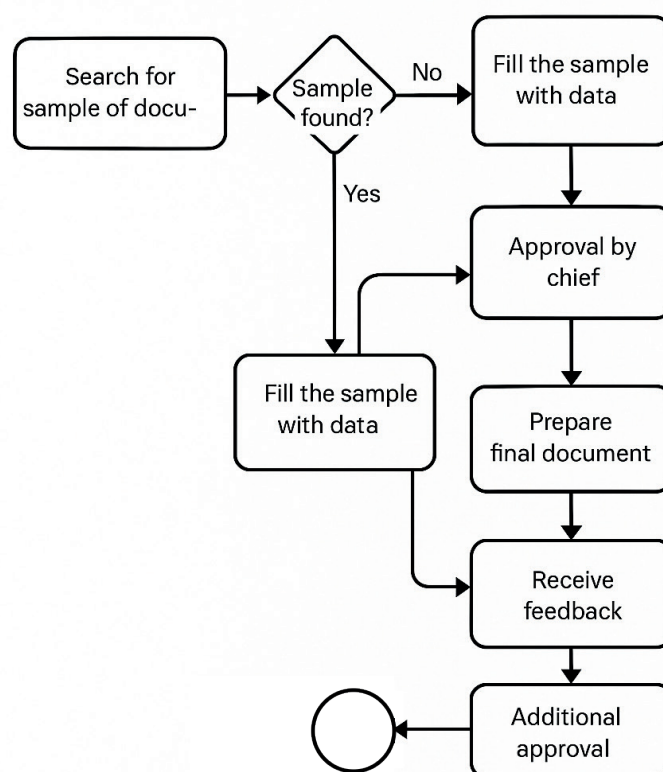 Search for
sample of docu-
Sample
found?
No
Fill the sample
with data
Yes
Approval by
chief
Fill the sample
with data
Prepare
final document
Receive
feedback
Additional
approval